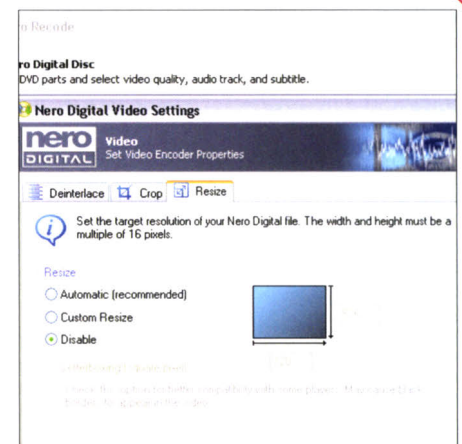 Recode
ro Digital Disc
DVD parts and select video quality, audio track, and subtitle.
Nero Digital Video Settings
nero
DIGITAL
Video
Set Video Encoder Properties
Deinterlace Crop Resize
Set the target resolution of your Nero Digital file. The width and height must be a
multiple of 16 pixels.
Resize
Automatic (recommended)
Custom Resize
Disable